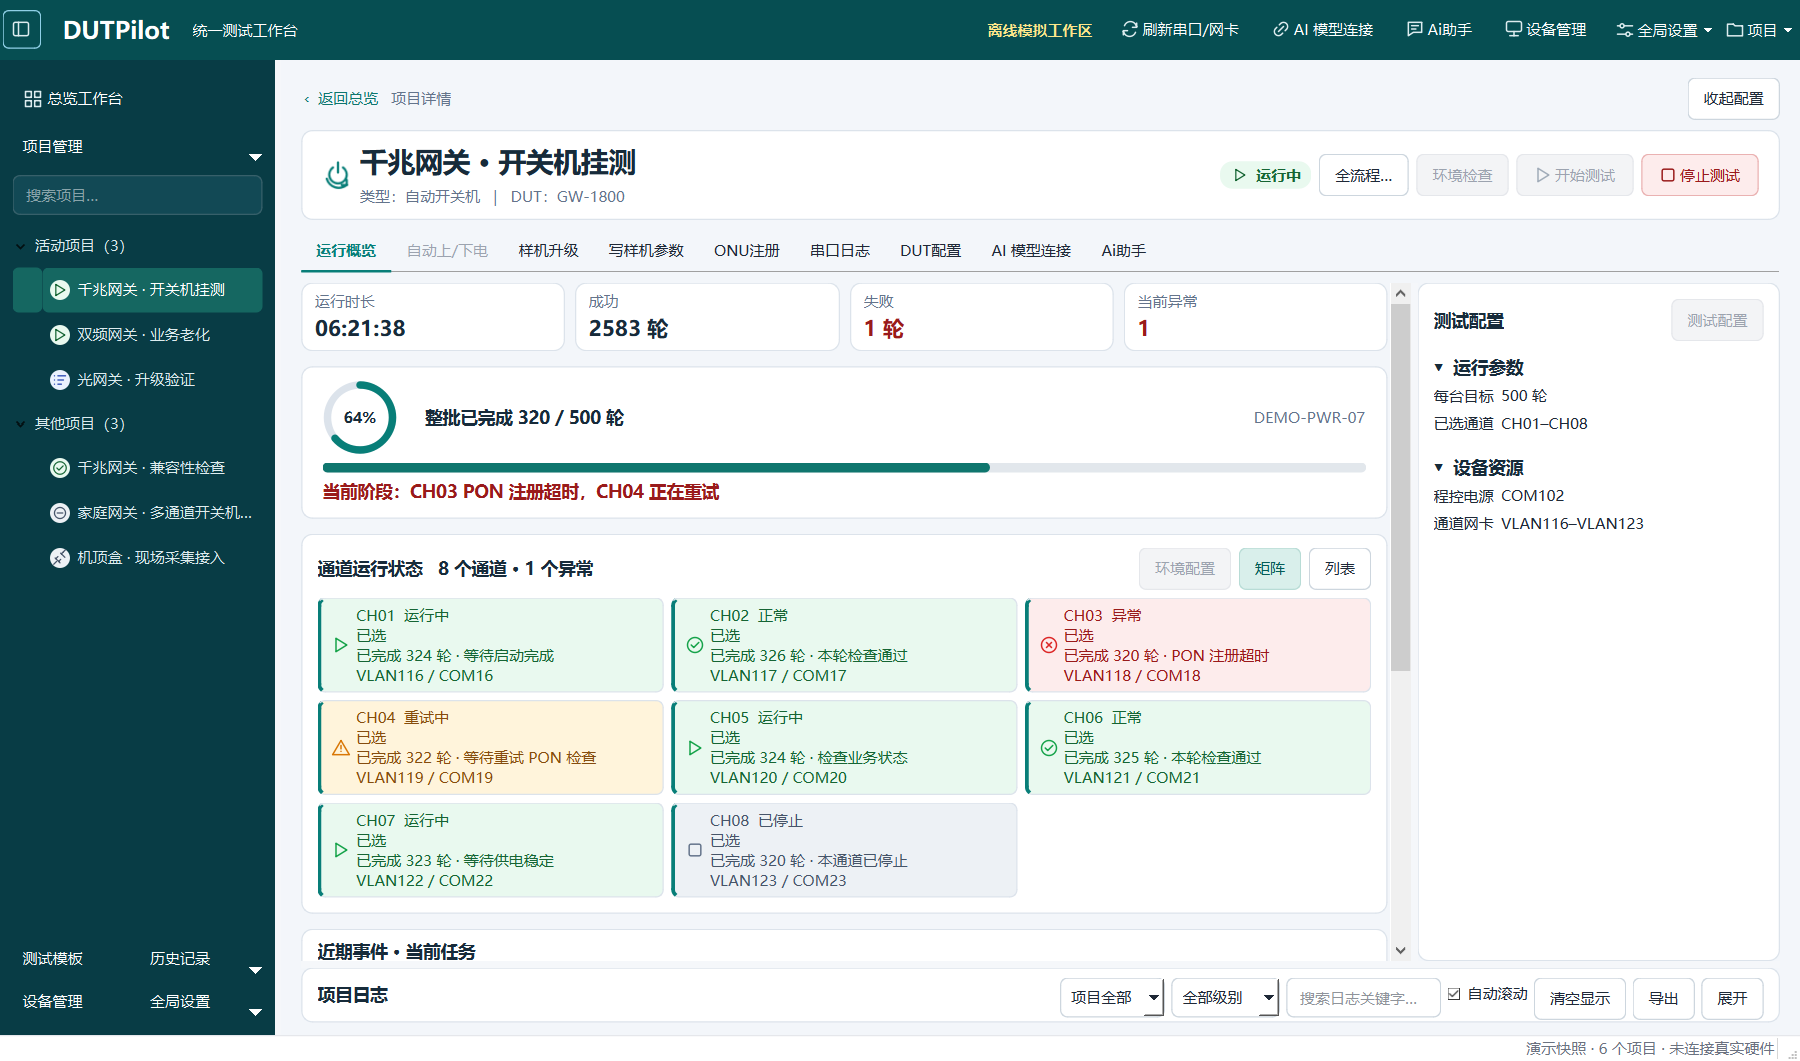 DUTPilot 统一测试工作台 离线模拟工作区 刷新串口/网卡 AI 模型连接 Ai助手 设备管理 全局设置 项目
总览工作台
项目管理
搜索项目...
活动项目 (3)
千兆网关 · 开关机挂测
双频网关 · 业务老化
光网关 · 升级验证
其他项目 (3)
千兆网关 · 兼容性检查
家庭网关 · 多通道开关机...
机顶盒 · 现场采集接入
测试模板 历史记录
设备管理 全局设置
‹ 返回总览 项目详情 收起配置
千兆网关 • 开关机挂测
类型：自动开关机 | DUT：GW-1800
运行中 全流程... 环境检查 开始测试 停止测试
运行概览 自动上/下电 样机升级 写样机参数 ONU注册 串口日志 DUT配置 AI 模型连接 Ai助手
运行时长
06:21:38
成功
2583 轮
失败
1 轮
当前异常
1
64% 整批已完成 320 / 500 轮 DEMO-PWR-07
当前阶段：CH03 PON 注册超时，CH04 正在重试
通道运行状态 8 个通道 • 1 个异常 环境配置 矩阵 列表
CH01 运行中
已选
已完成 324 轮 · 等待启动完成
VLAN116 / COM16
CH02 正常
已选
已完成 326 轮 · 本轮检查通过
VLAN117 / COM17
CH03 异常
已选
已完成 320 轮 · PON 注册超时
VLAN118 / COM18
CH04 重试中
已选
已完成 322 轮 · 等待重试 PON 检查
VLAN119 / COM19
CH05 运行中
已选
已完成 324 轮 · 检查业务状态
VLAN120 / COM20
CH06 正常
已选
已完成 325 轮 · 本轮检查通过
VLAN121 / COM21
CH07 运行中
已选
已完成 323 轮 · 等待供电稳定
VLAN122 / COM22
CH08 已停止
已选
已完成 320 轮 · 本通道已停止
VLAN123 / COM23
近期事件 • 当前任务
测试配置 测试配置
运行参数
每台目标 500 轮
已选通道 CH01–CH08
设备资源
程控电源 COM102
通道网卡 VLAN116–VLAN123
项目日志 项目全部 全部级别 搜索日志关键字... 自动滚动 清空显示 导出 展开
演示快照 · 6 个项目 · 未连接真实硬件